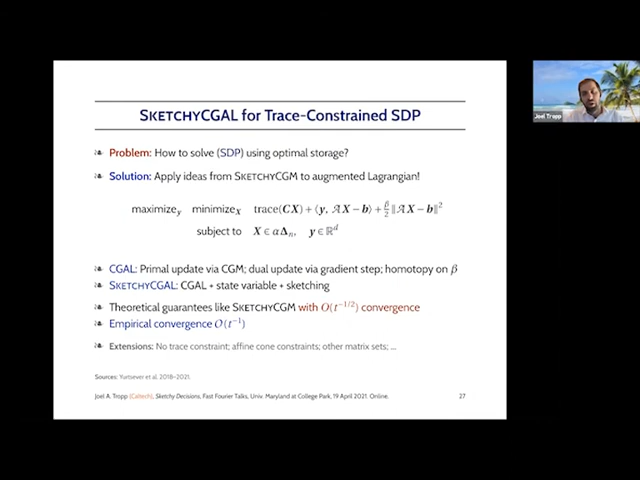 SKETCHYCGAL for Trace-Constrained SDP
Problem: How to solve (SDP) using optimal storage?
Solution: Apply ideas from SKETCHYCGM to augmented Lagrangian!
maximize_y minimize_X trace(CX) + ⟨y, 𝒜X − b⟩ + β/2 ‖𝒜X − b‖²
subject to X ∈ αΔ_n, y ∈ ℝ^d
CGAL: Primal update via CGM; dual update via gradient step; homotopy on β
SKETCHYCGAL: CGAL + state variable + sketching
Theoretical guarantees like SKETCHYCGM with O(t^{−1/2}) convergence
Empirical convergence O(t^{−1})
Extensions: No trace constraint; affine cone constraints; other matrix sets; ...
Sources: Yurtsever et al. 2018–2021.
Joel A. Tropp (Caltech), Sketchy Decisions, Fast Fourier Talks, Univ. Maryland at College Park, 19 April 2021. Online.
27
Joel Tropp